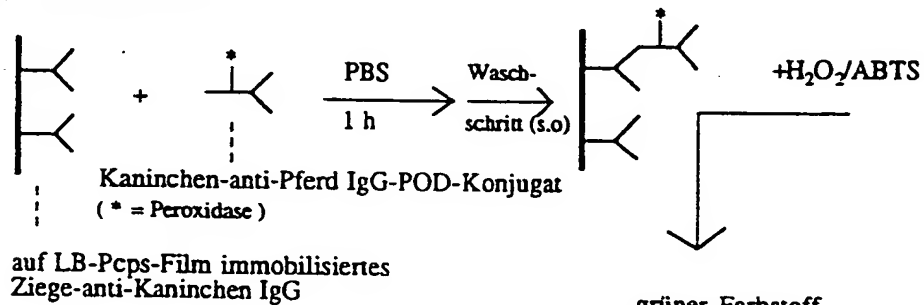 *
*
+
PBS
1 h
Wasch-
schritt (s.o)
+H₂O₂/ABTS
Kaninchen-anti-Pferd IgG-POD-Konjugat
( * = Peroxidase )
auf LB-Pcps-Film immobilisiertes
Ziege-anti-Kaninchen IgG
grüner Farbstoff